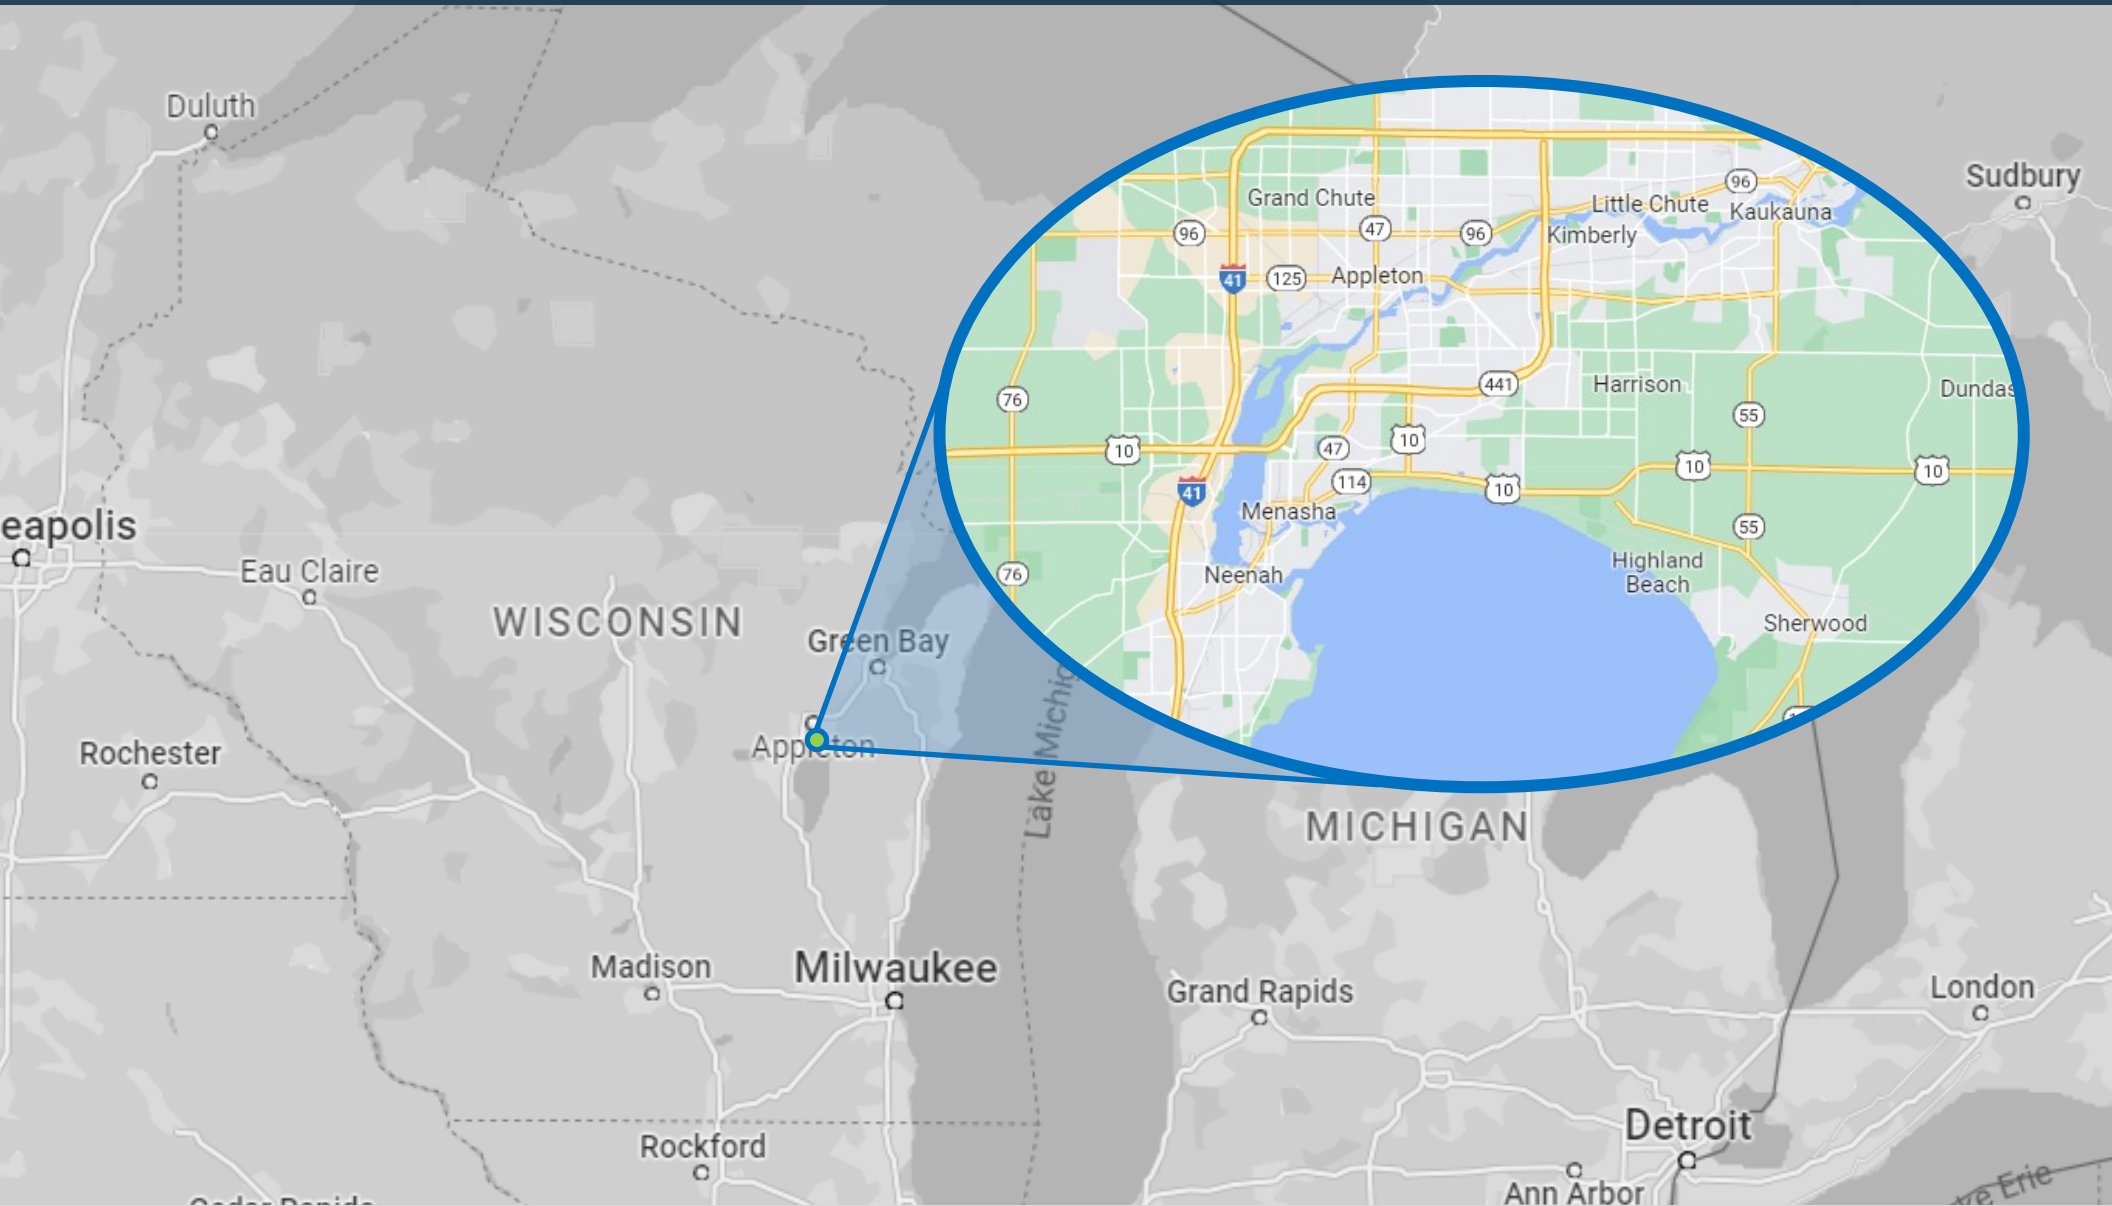 Duluth
Sudbury
96
Grand Chute
Little Chute
Kaukauna
96
47
96
Kimberly
41
125
Appleton
441
Harrison
Dundas
76
55
10
47
10
10
10
114
41
10
Menasha
55
eapolis
Highland
Beach
Eau Claire
76
Neenah
WISCONSIN
Sherwood
Green Bay
Lake Michig
Appleton
Rochester
MICHIGAN
Madison
Milwaukee
Grand Rapids
London
Detroit
Rockford
Ann Arbor
ke Erie